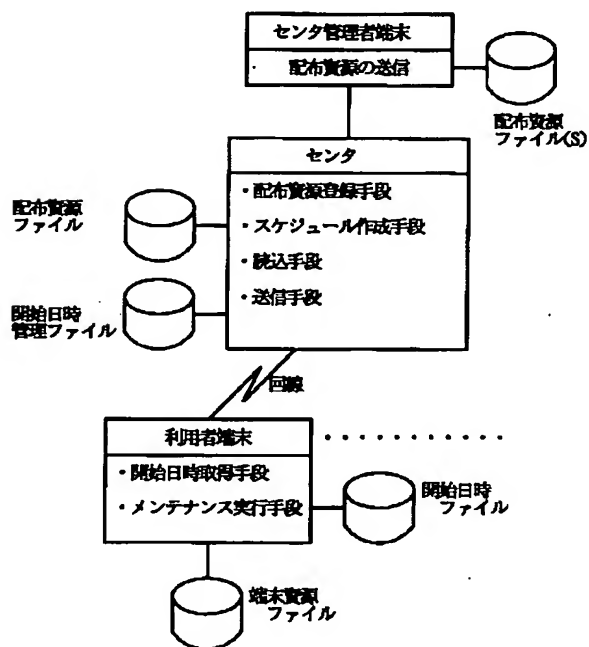 センタ管理者端末
配布資源の送信
配布資源
ファイル(S)
センタ
・配布資源登録手段
・スケジュール作成手段
・読込手段
・送信手段
配布資源
ファイル
開始日時
管理ファイル
回線
利用者端末
・開始日時取得手段
・メンテナンス実行手段
開始日時
ファイル
端末資源
ファイル